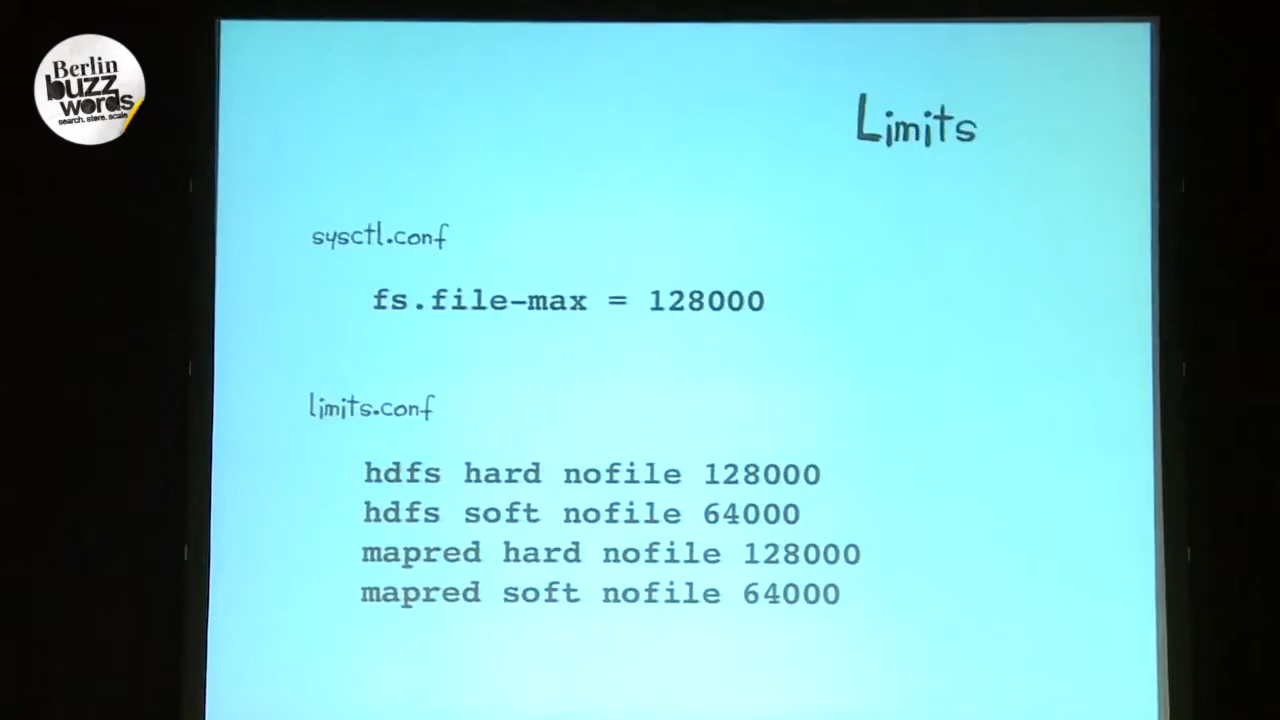 Berlin
buzz
words
search. store. scale
Limits
sysctl.conf
fs.file-max = 128000
limits.conf
hdfs hard nofile 128000
hdfs soft nofile 64000
mapred hard nofile 128000
mapred soft nofile 64000